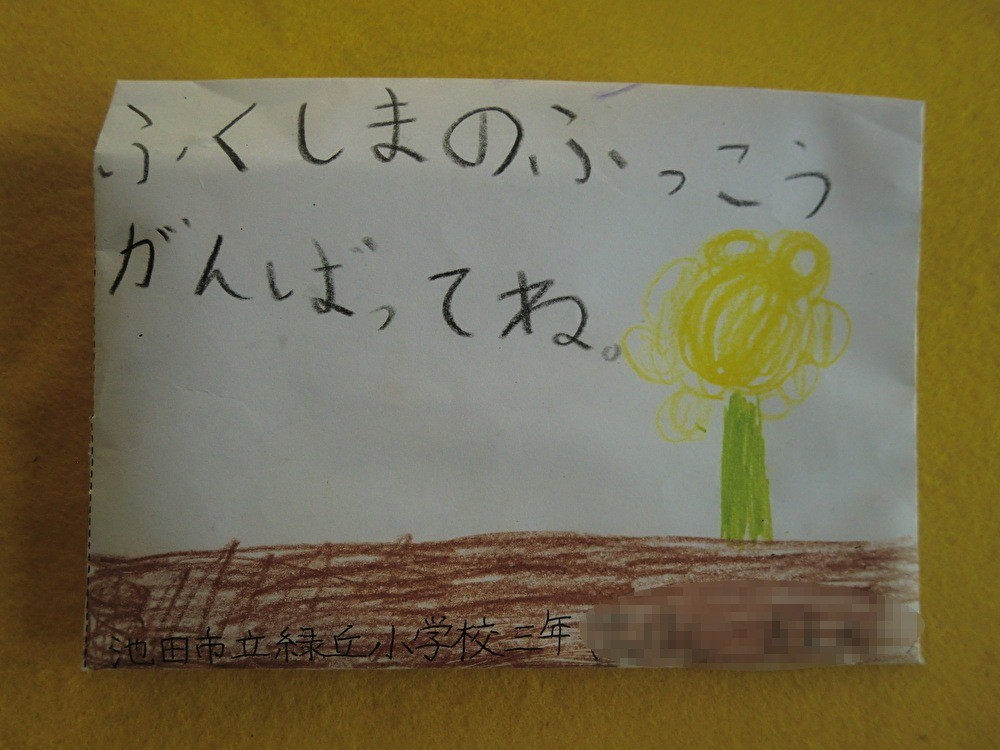 ふくしまのふっこう
がんばってね。
池田市立緑丘小学校三年